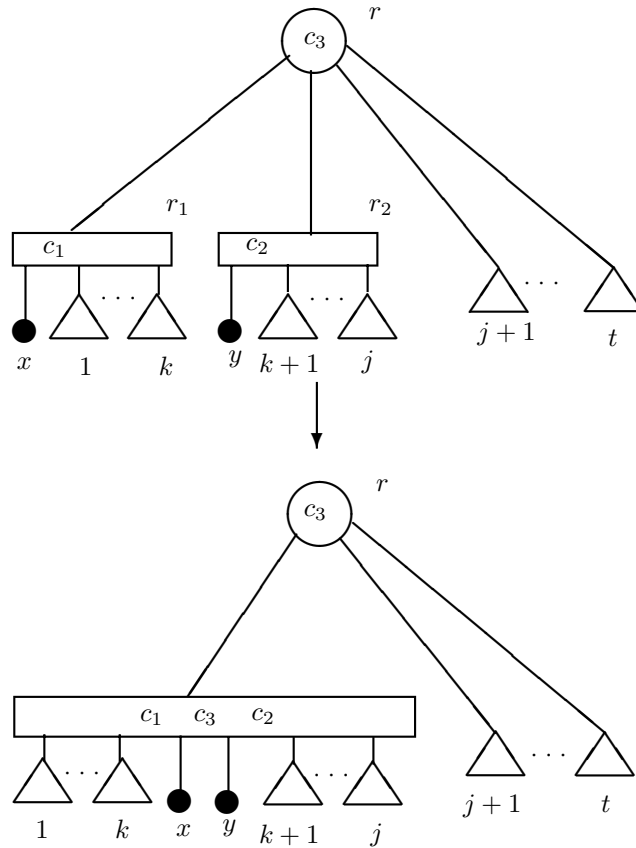 r
c₃
r₁ r₂
c₁ c₂
. . . . . . . . .
x 1 k y k + 1 j j + 1 t
r
c₃
c₁ c₃ c₂
. . . . . . . . .
1 k x y k + 1 j j + 1 t